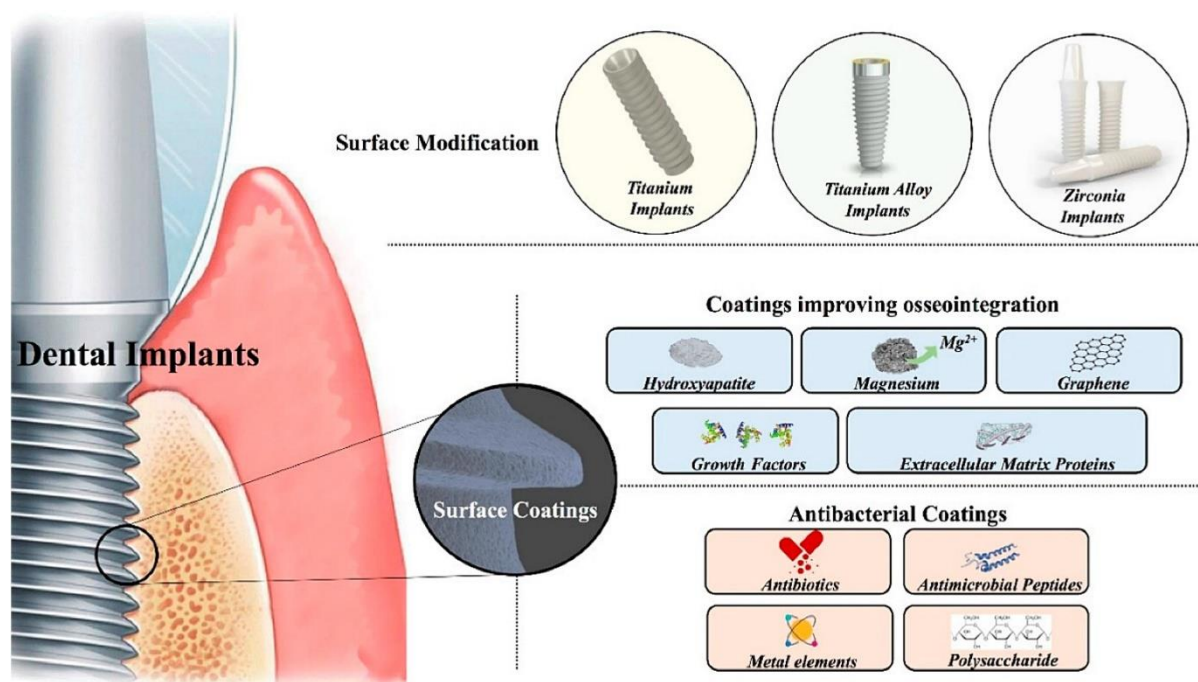 Surface Modification
Titanium
Implants
Titanium Alloy
Implants
Zirconia
Implants
Dental Implants
Surface Coatings
Coatings improving osseointegration
Hydroxyapatite
Mg²⁺
Magnesium
Graphene
Growth Factors
Extracellular Matrix Proteins
Antibacterial Coatings
Antibiotics
Antimicrobial Peptides
Metal elements
Polysaccharide